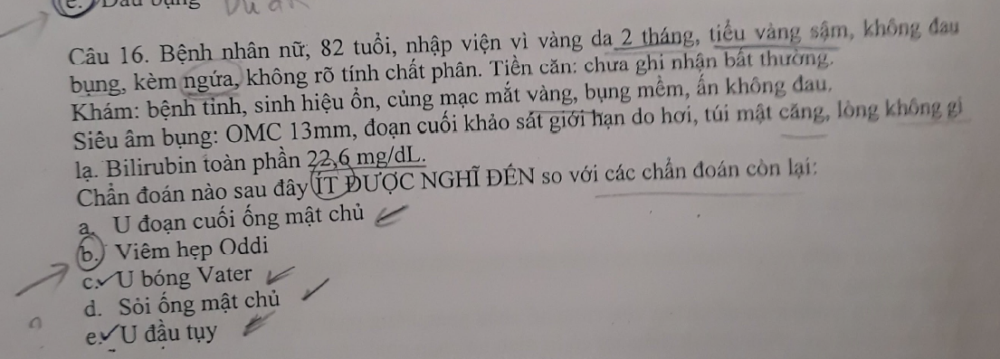 e. Đau bụng
Câu 16. Bệnh nhân nữ, 82 tuổi, nhập viện vì vàng da 2 tháng, tiểu vàng sậm, không đau
bụng, kèm ngứa, không rõ tính chất phân. Tiền căn: chưa ghi nhận bất thường.
Khám: bệnh tỉnh, sinh hiệu ổn, củng mạc mắt vàng, bụng mềm, ấn không đau.
Siêu âm bụng: OMC 13mm, đoạn cuối khảo sát giới hạn do hơi, túi mật căng, lòng không gì
lạ. Bilirubin toàn phần 22,6 mg/dL.
Chẩn đoán nào sau đây ÍT ĐƯỢC NGHĨ ĐẾN so với các chẩn đoán còn lại:
a. U đoạn cuối ống mật chủ
b. Viêm hẹp Oddi
c. U bóng Vater
d. Sỏi ống mật chủ
e. U đầu tụy